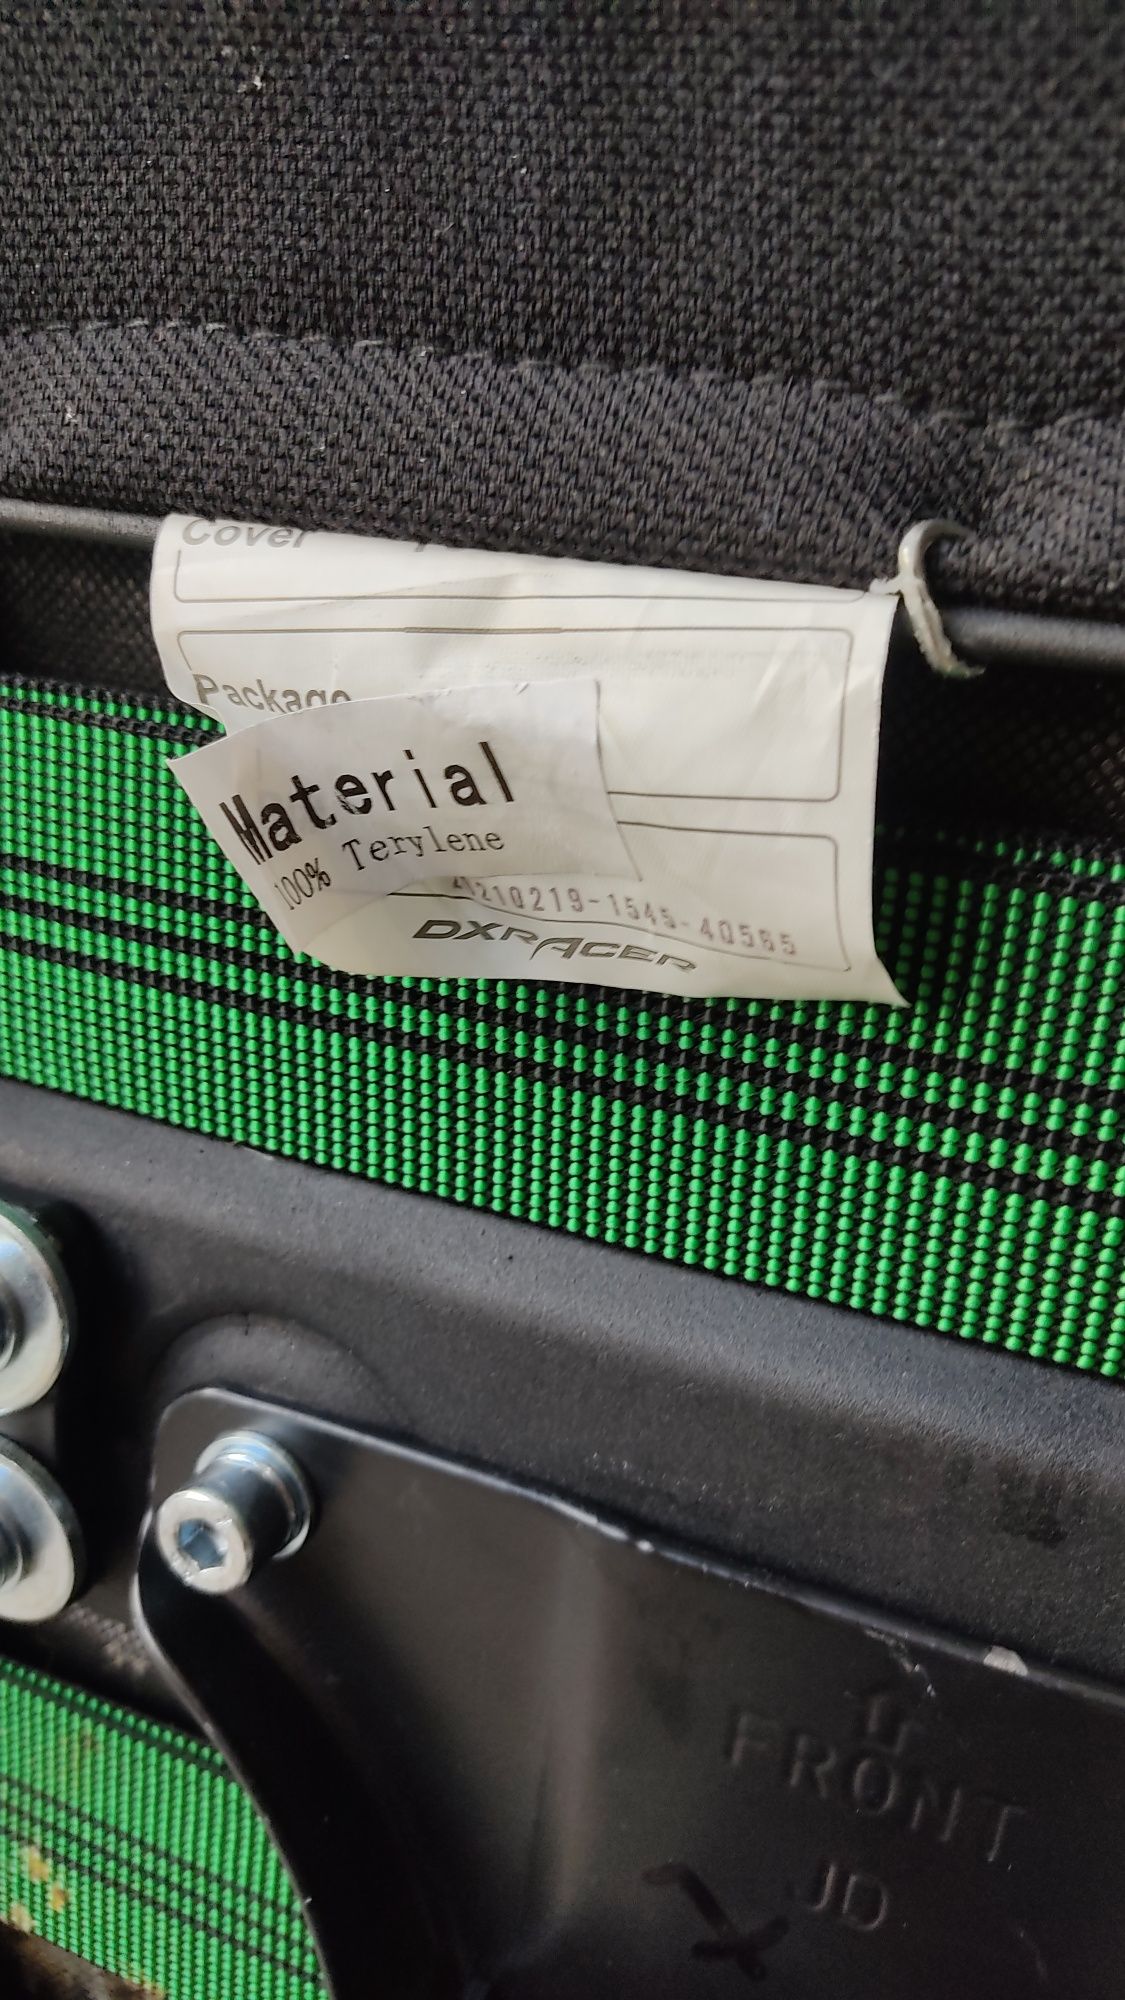 Cover
Package
Material
100% Terylene
210219-1545-40565
DXRACER
FRONT
JD